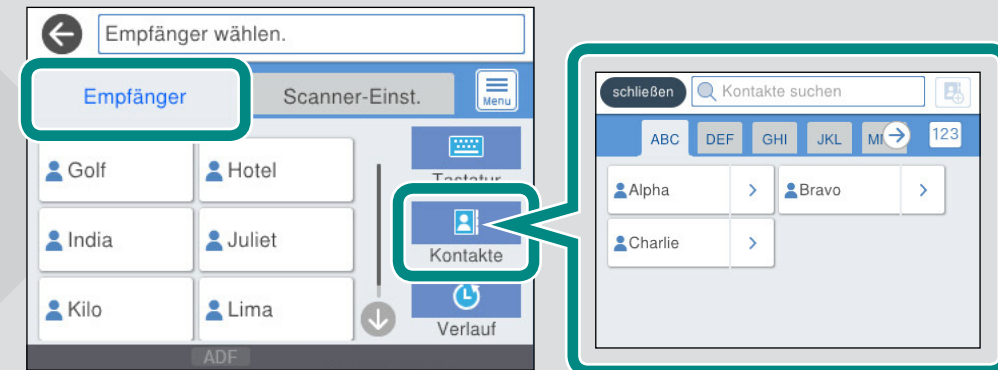 Empfänger wählen.
Empfänger
Scanner-Einst.
Menu
Golf
Hotel
Tastatur
India
Juliet
Kontakte
Kilo
Lima
Verlauf
ADF
schließen
Kontakte suchen
ABC
DEF
GHI
JKL
123
Alpha
Bravo
Charlie